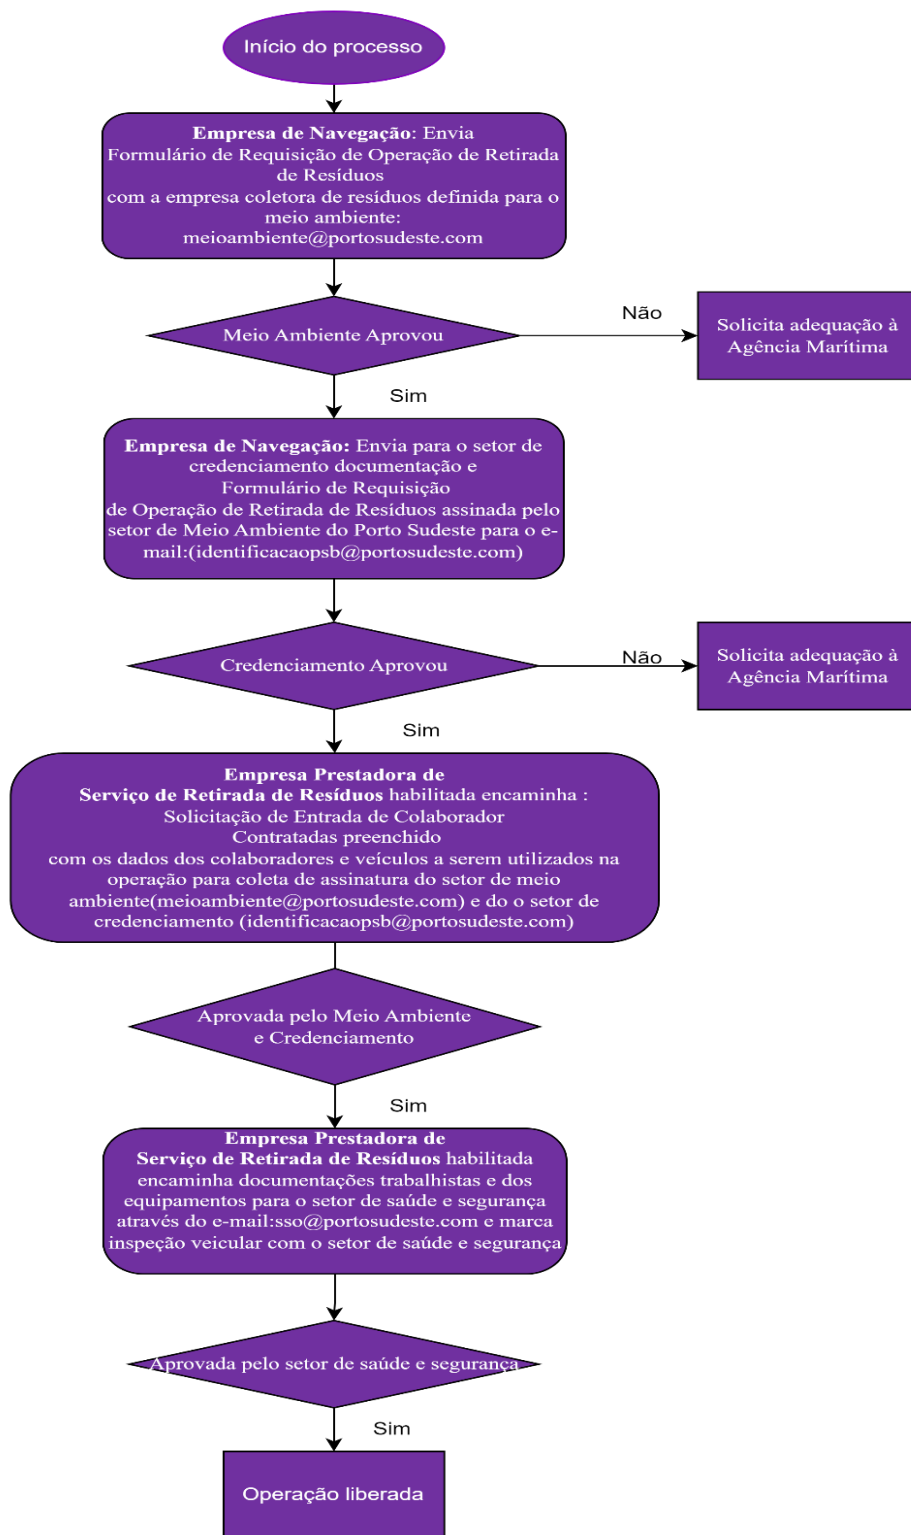 Início do processo
Empresa de Navegação: Envia
Formulário de Requisição de Operação de Retirada
de Resíduos
com a empresa coletora de resíduos definida para o
meio ambiente:
meioambiente@portosudeste.com
Meio Ambiente Aprovou
Não
Solicita adequação à
Agência Marítima
Sim
Empresa de Navegação: Envia para o setor de
credenciamento documentação e
Formulário de Requisição
de Operação de Retirada de Resíduos assinada pelo
setor de Meio Ambiente do Porto Sudeste para o e-
mail:(identificacaopsb@portosudeste.com)
Credenciamento Aprovou
Não
Solicita adequação à
Agência Marítima
Sim
Empresa Prestadora de
Serviço de Retirada de Resíduos habilitada encaminha :
Solicitação de Entrada de Colaborador
Contratadas preenchido
com os dados dos colaboradores e veículos a serem utilizados na
operação para coleta de assinatura do setor de meio
ambiente(meioambiente@portosudeste.com) e do o setor de
credenciamento (identificacaopsb@portosudeste.com)
Aprovada pelo Meio Ambiente
e Credenciamento
Sim
Empresa Prestadora de
Serviço de Retirada de Resíduos habilitada
encaminha documentações trabalhistas e dos
equipamentos para o setor de saúde e segurança
através do e-mail:sso@portosudeste.com e marca
inspeção veicular com o setor de saúde e segurança
Aprovada pelo setor de saúde e segurança
Sim
Operação liberada